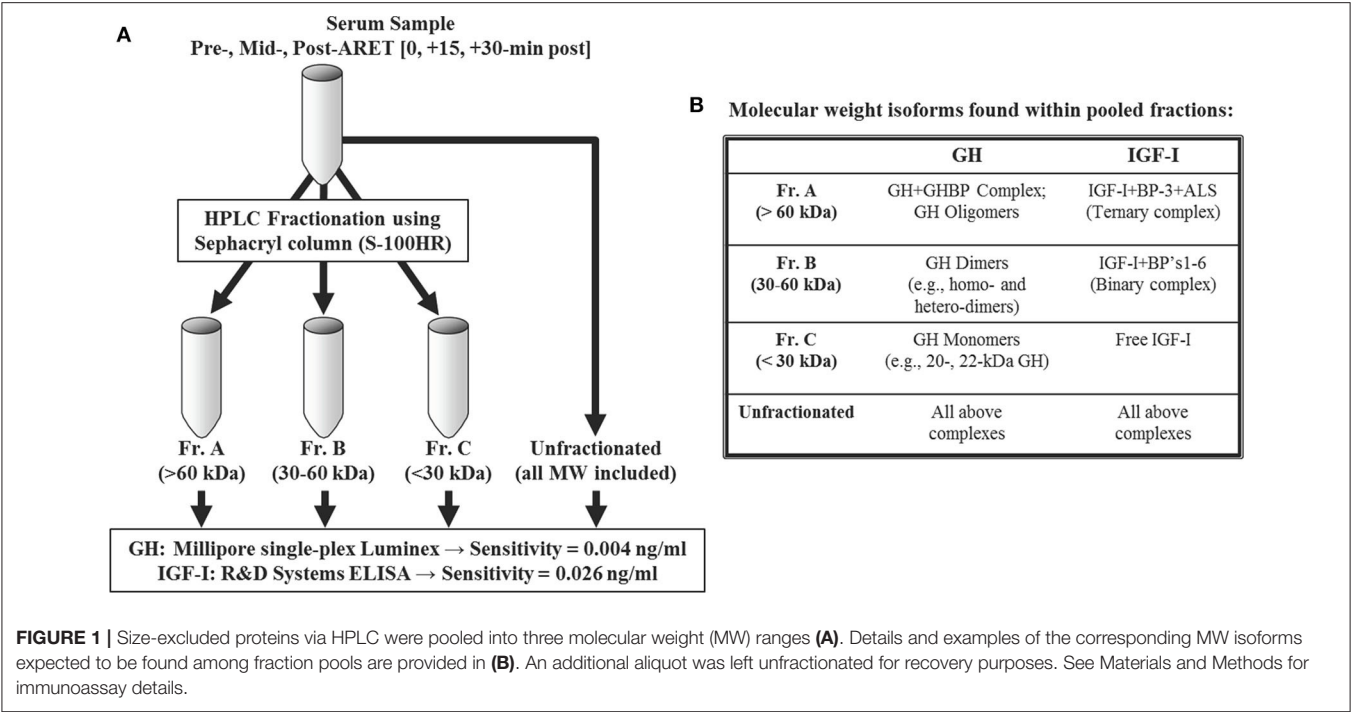 A
Serum Sample
Pre-, Mid-, Post-ARET [0, +15, +30-min post]
HPLC Fractionation using
Sephacryl column (S-100HR)
Fr. A
(>60 kDa)
Fr. B
(30-60 kDa)
Fr. C
(<30 kDa)
Unfractionated
(all MW included)
GH: Millipore single-plex Luminex → Sensitivity = 0.004 ng/ml
IGF-I: R&D Systems ELISA → Sensitivity = 0.026 ng/ml
B
Molecular weight isoforms found within pooled fractions:
GH
IGF-I
Fr. A
(> 60 kDa)
GH+GHBP Complex;
GH Oligomers
IGF-I+BP-3+ALS
(Ternary complex)
Fr. B
(30-60 kDa)
GH Dimers
(e.g., homo- and
hetero-dimers)
IGF-I+BP's1-6
(Binary complex)
Fr. C
(< 30 kDa)
GH Monomers
(e.g., 20-, 22-kDa GH)
Free IGF-I
Unfractionated
All above
complexes
All above
complexes
FIGURE 1 | Size-excluded proteins via HPLC were pooled into three molecular weight (MW) ranges (A). Details and examples of the corresponding MW isoforms
expected to be found among fraction pools are provided in (B). An additional aliquot was left unfractionated for recovery purposes. See Materials and Methods for
immunoassay details.